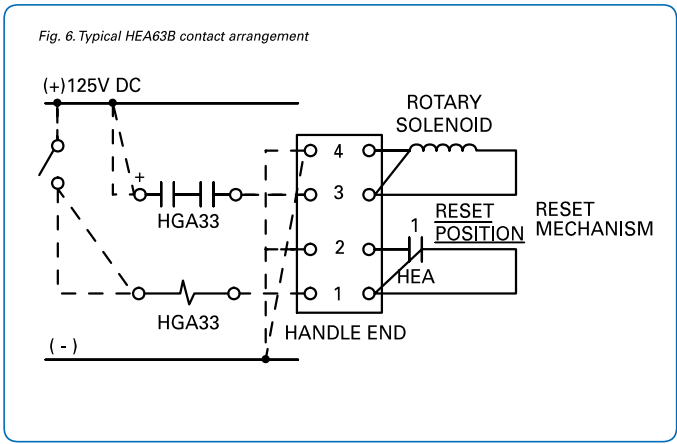 Fig. 6. Typical HEA63B contact arrangement
(+)125V DC
ROTARY
SOLENOID
4
+
3
HGA33
1
RESET
POSITION
RESET
MECHANISM
2
HEA
1
HGA33
HANDLE END
( - )